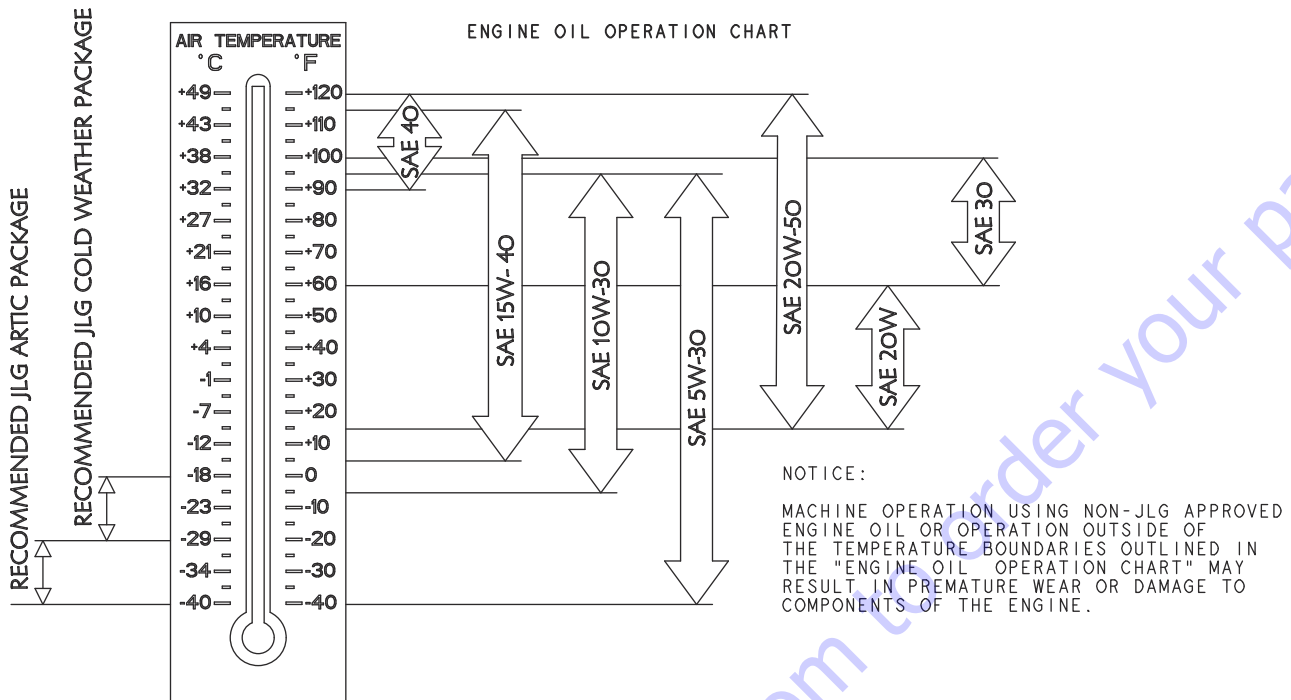 ENGINE OIL OPERATION CHART
AIR TEMPERATURE
°C °F
+49 +120
+43 +110
+38 +100
+32 +90
+27 +80
+21 +70
+16 +60
+10 +50
+4 +40
-1 +30
-7 +20
-12 +10
-18 0
-23 -10
-29 -20
-34 -30
-40 -40
RECOMMENDED JLG ARTIC PACKAGE
RECOMMENDED JLG COLD WEATHER PACKAGE
SAE 40
SAE 15W-40
SAE 10W-30
SAE 5W-30
SAE 20W-50
SAE 20W
SAE 30
NOTICE:
MACHINE OPERATION USING NON-JLG APPROVED
ENGINE OIL OR OPERATION OUTSIDE OF
THE TEMPERATURE BOUNDARIES OUTLINED IN
THE "ENGINE OIL OPERATION CHART" MAY
RESULT IN PREMATURE WEAR OR DAMAGE TO
COMPONENTS OF THE ENGINE.
to order your